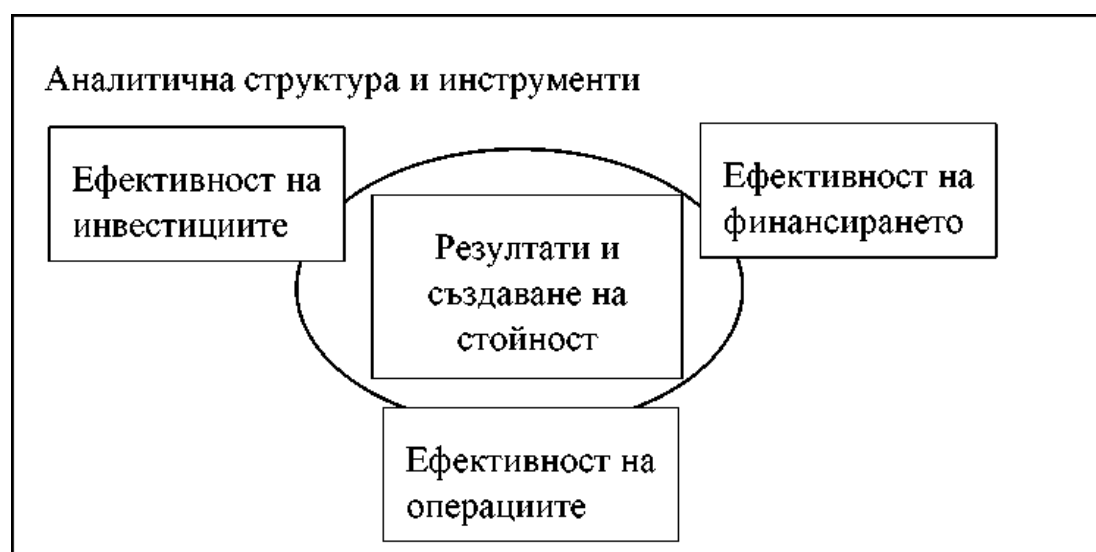 Аналитична структура и инструменти
Ефективност на
инвестициите
Ефективност на
финансирането
Резултати и
създаване на
стойност
Ефективност на
операциите